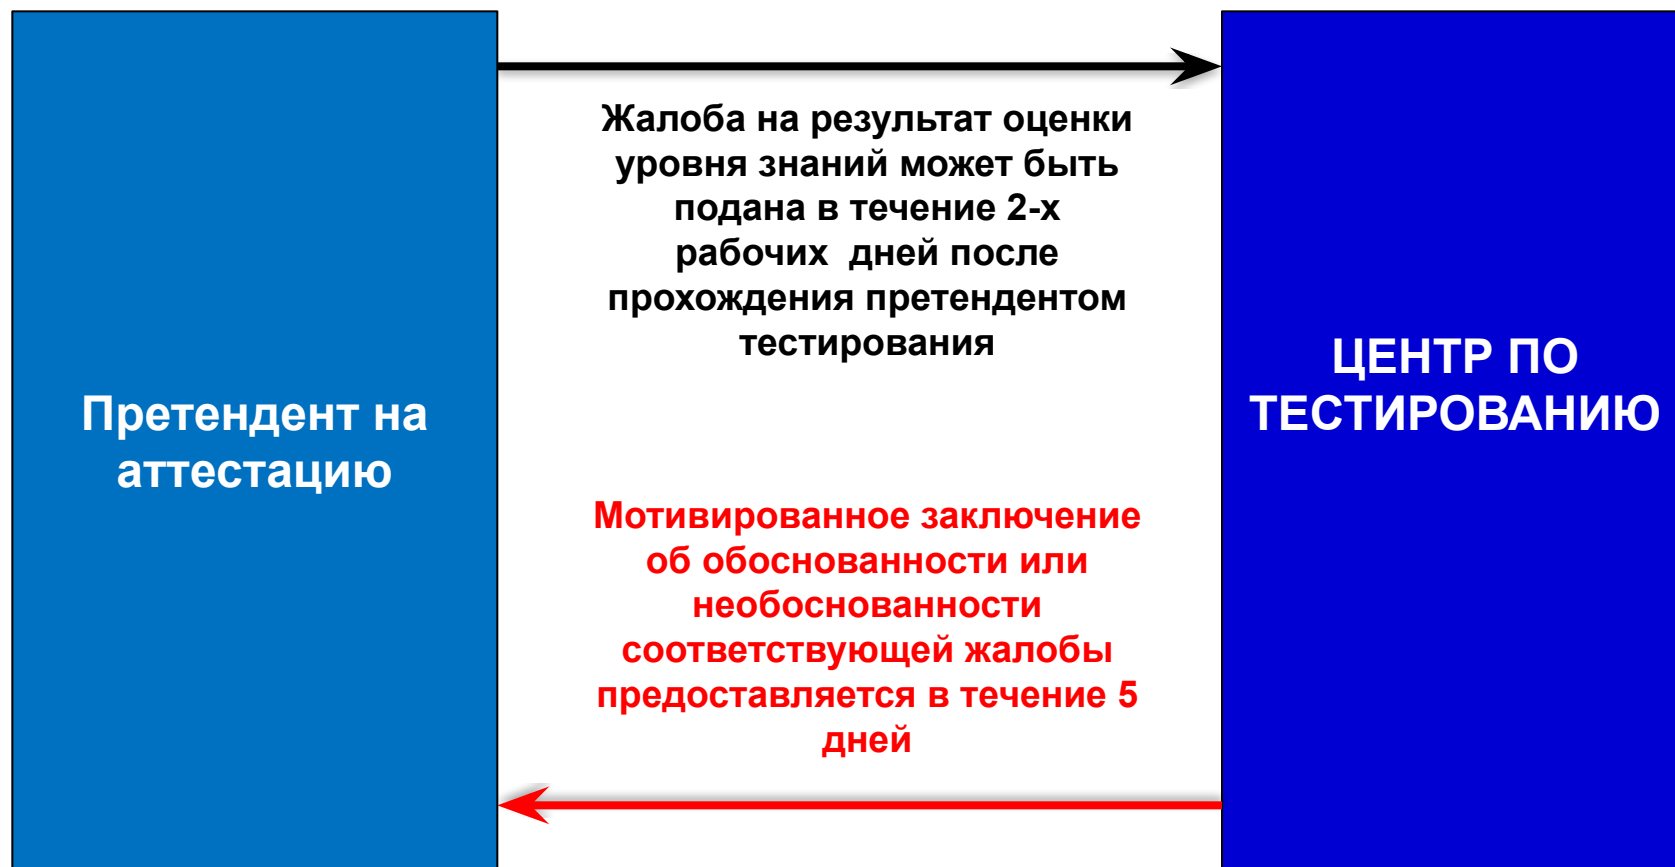 Претендент на
аттестацию
Жалоба на результат оценки
уровня знаний может быть
подана в течение 2-х
рабочих  дней после
прохождения претендентом
тестирования
Мотивированное заключение
об обоснованности или
необоснованности
соответствующей жалобы
предоставляется в течение 5
дней
ЦЕНТР ПО
ТЕСТИРОВАНИЮ